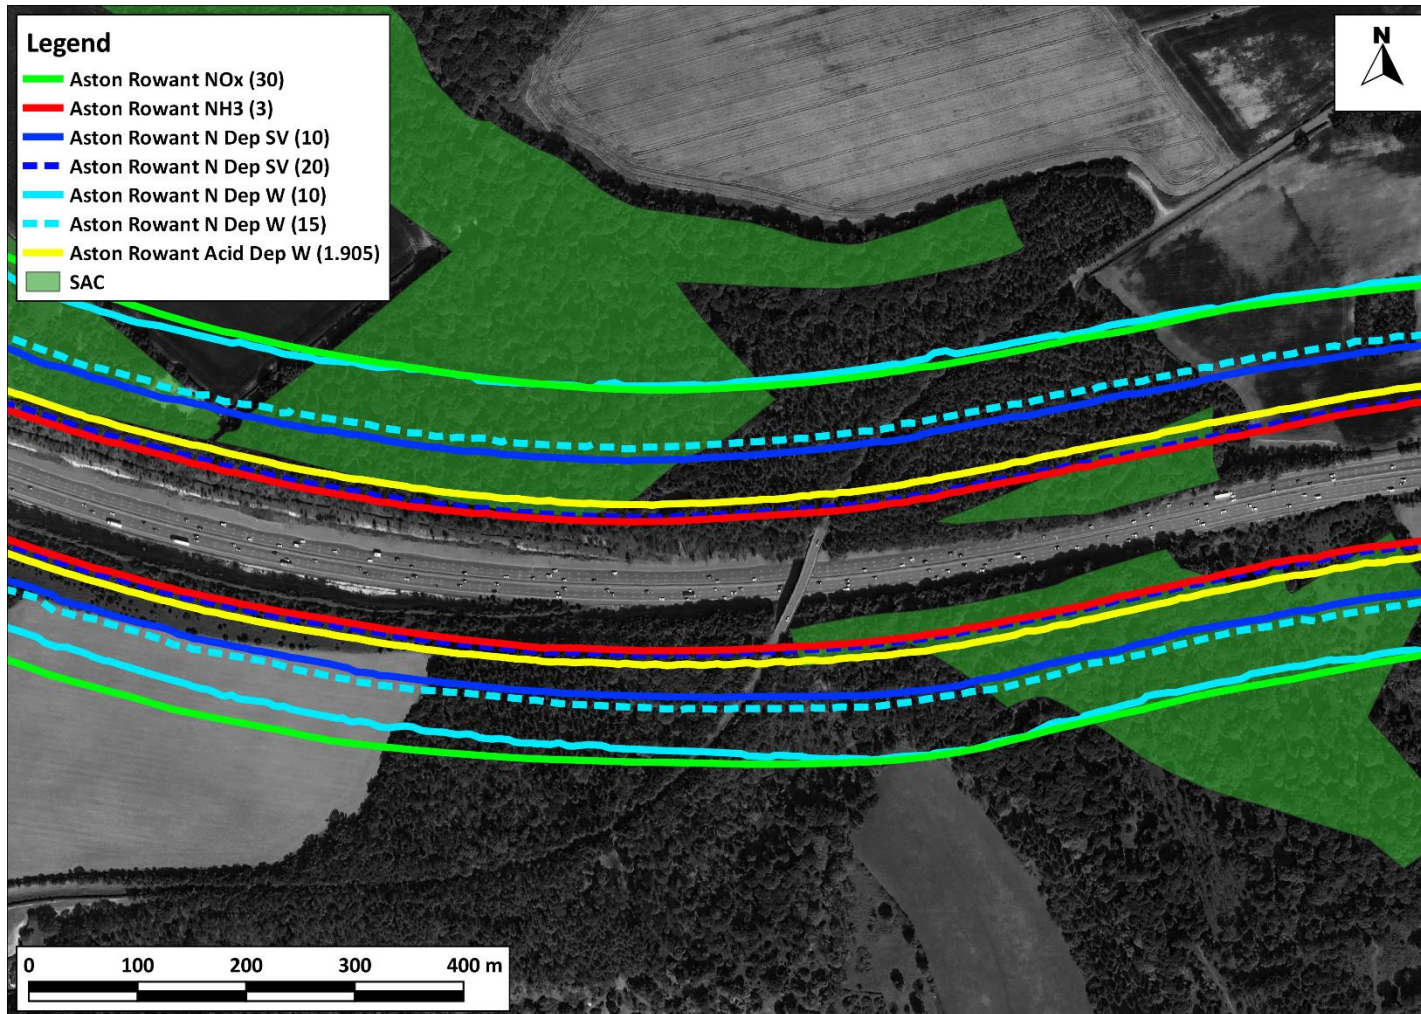 Legend
Aston Rowant NOx (30)
Aston Rowant NH3 (3)
Aston Rowant N Dep SV (10)
Aston Rowant N Dep SV (20)
Aston Rowant N Dep W (10)
Aston Rowant N Dep W (15)
Aston Rowant Acid Dep W (1.905)
SAC
N
0 100 200 300 400 m